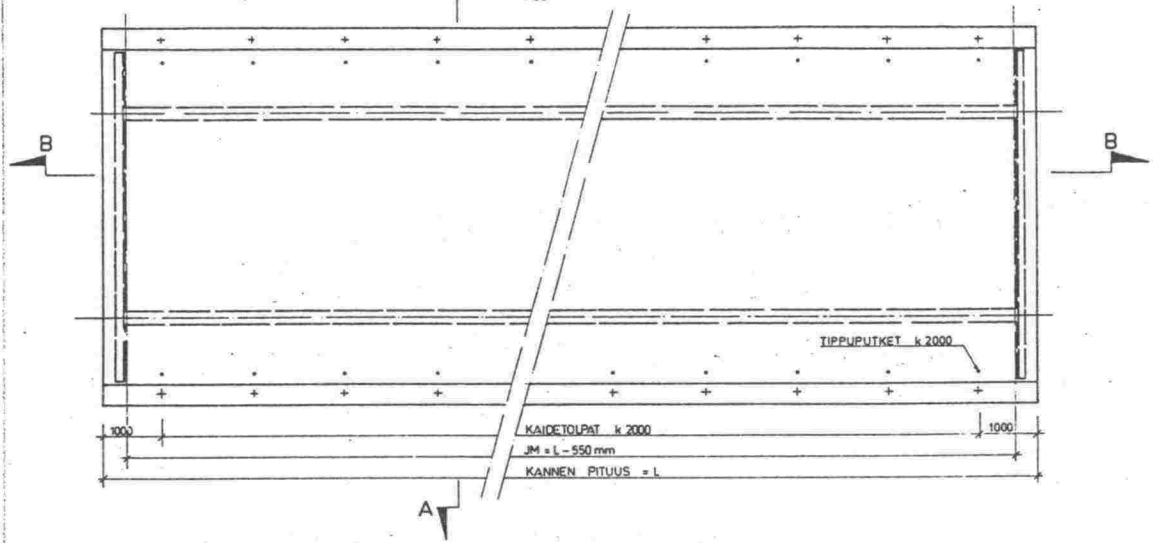 B
B
TIPPUPUTKET k 2000
1000
KAIDETOLPAT k 2000
1000
JM = L - 550 mm
KANNEN PITUUS = L
A